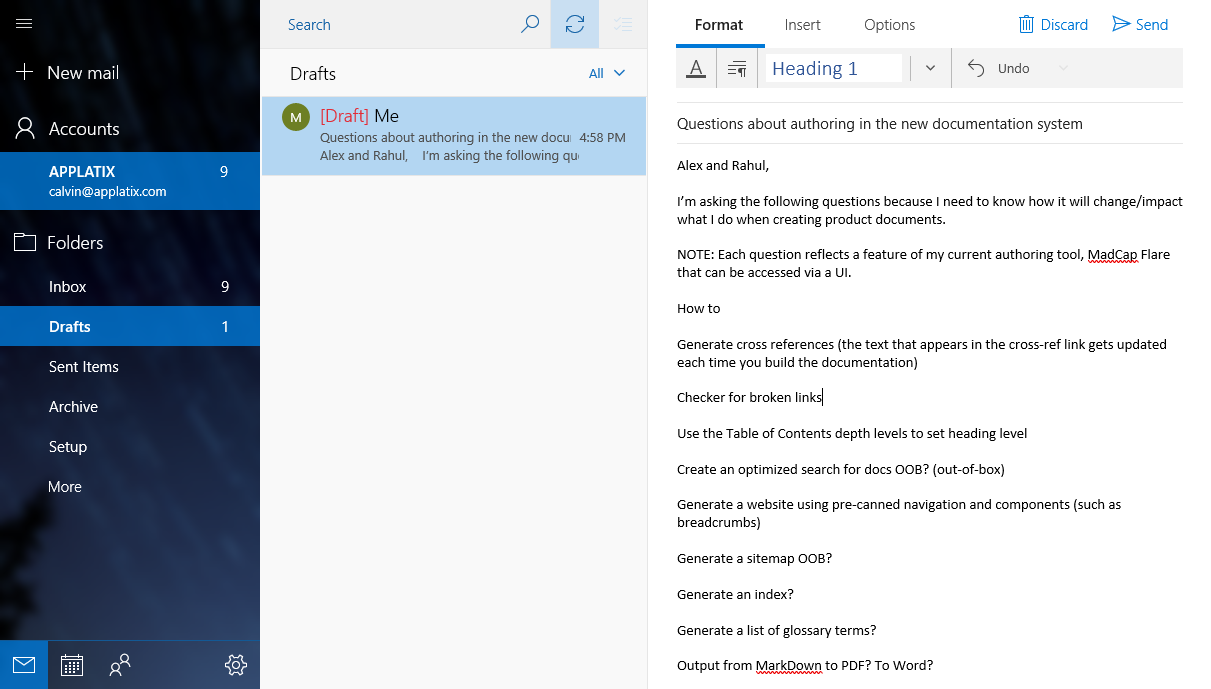 New mail
Accounts
APPLATIX 9
calvin@applatix.com
Folders
Inbox 9
Drafts 1
Sent Items
Archive
Setup
More
Search
Drafts All
M
[Draft] Me
Questions about authoring in the new docu 4:58 PM
Alex and Rahul, I'm asking the following qu
Format Insert Options Discard Send
A Heading 1 Undo
Questions about authoring in the new documentation system
Alex and Rahul,
I'm asking the following questions because I need to know how it will change/impact
what I do when creating product documents.
NOTE: Each question reflects a feature of my current authoring tool, MadCap Flare
that can be accessed via a UI.
How to
Generate cross references (the text that appears in the cross-ref link gets updated
each time you build the documentation)
Checker for broken links
Use the Table of Contents depth levels to set heading level
Create an optimized search for docs OOB? (out-of-box)
Generate a website using pre-canned navigation and components (such as
breadcrumbs)
Generate a sitemap OOB?
Generate an index?
Generate a list of glossary terms?
Output from MarkDown to PDF? To Word?